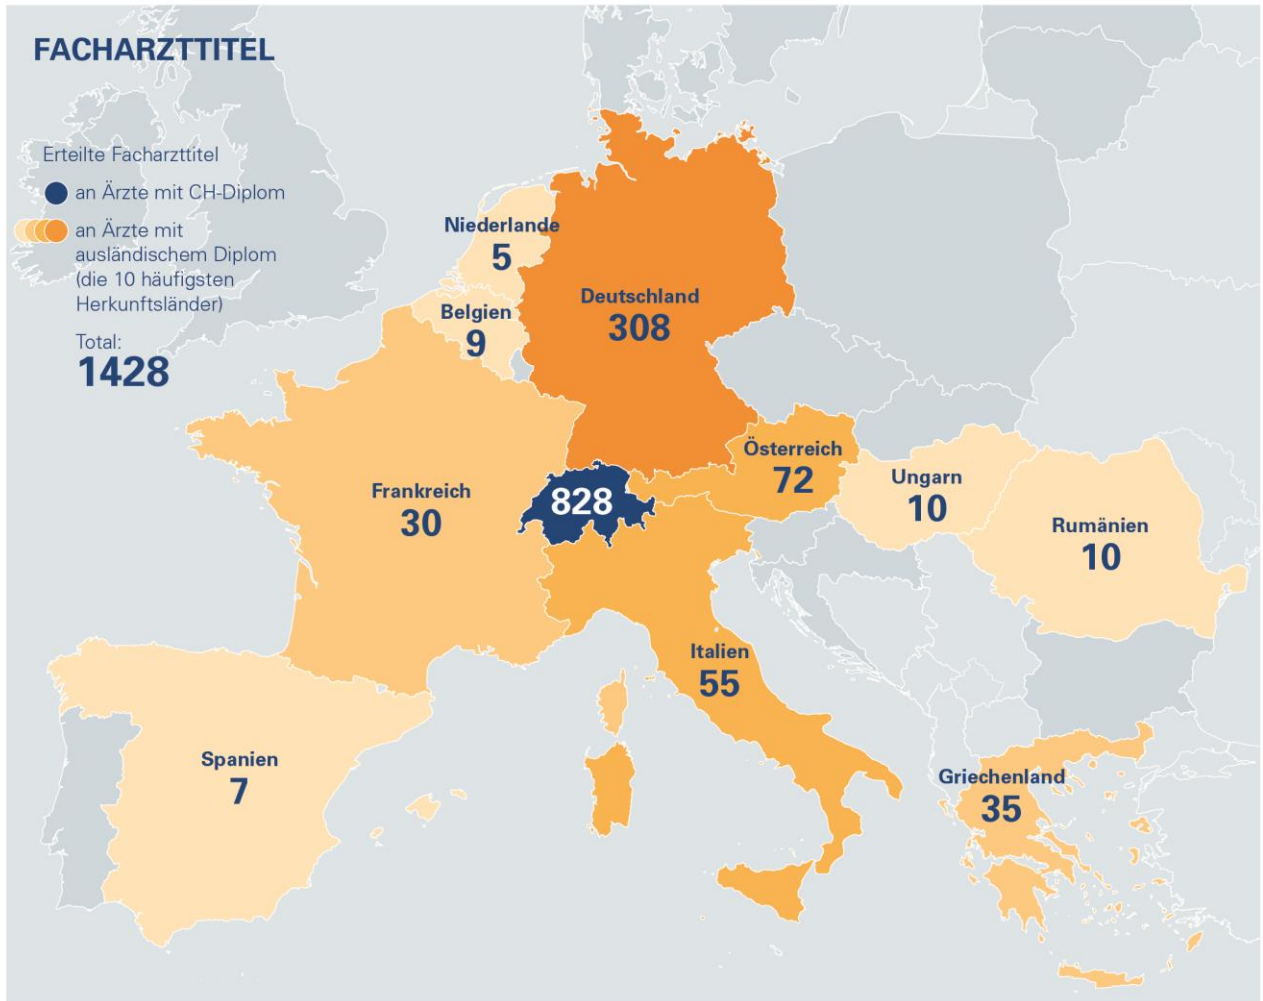 FACHARZTTITEL
Erteilte Facharzttitel
an Ärzte mit CH-Diplom
an Ärzte mit
ausländischem Diplom
(die 10 häufigsten
Herkunftsländer)
Total:
1428
Niederlande
5
Deutschland
308
Belgien
9
Österreich
72
Ungarn
10
Frankreich
30
828
Rumänien
10
Italien
55
Spanien
7
Griechenland
35